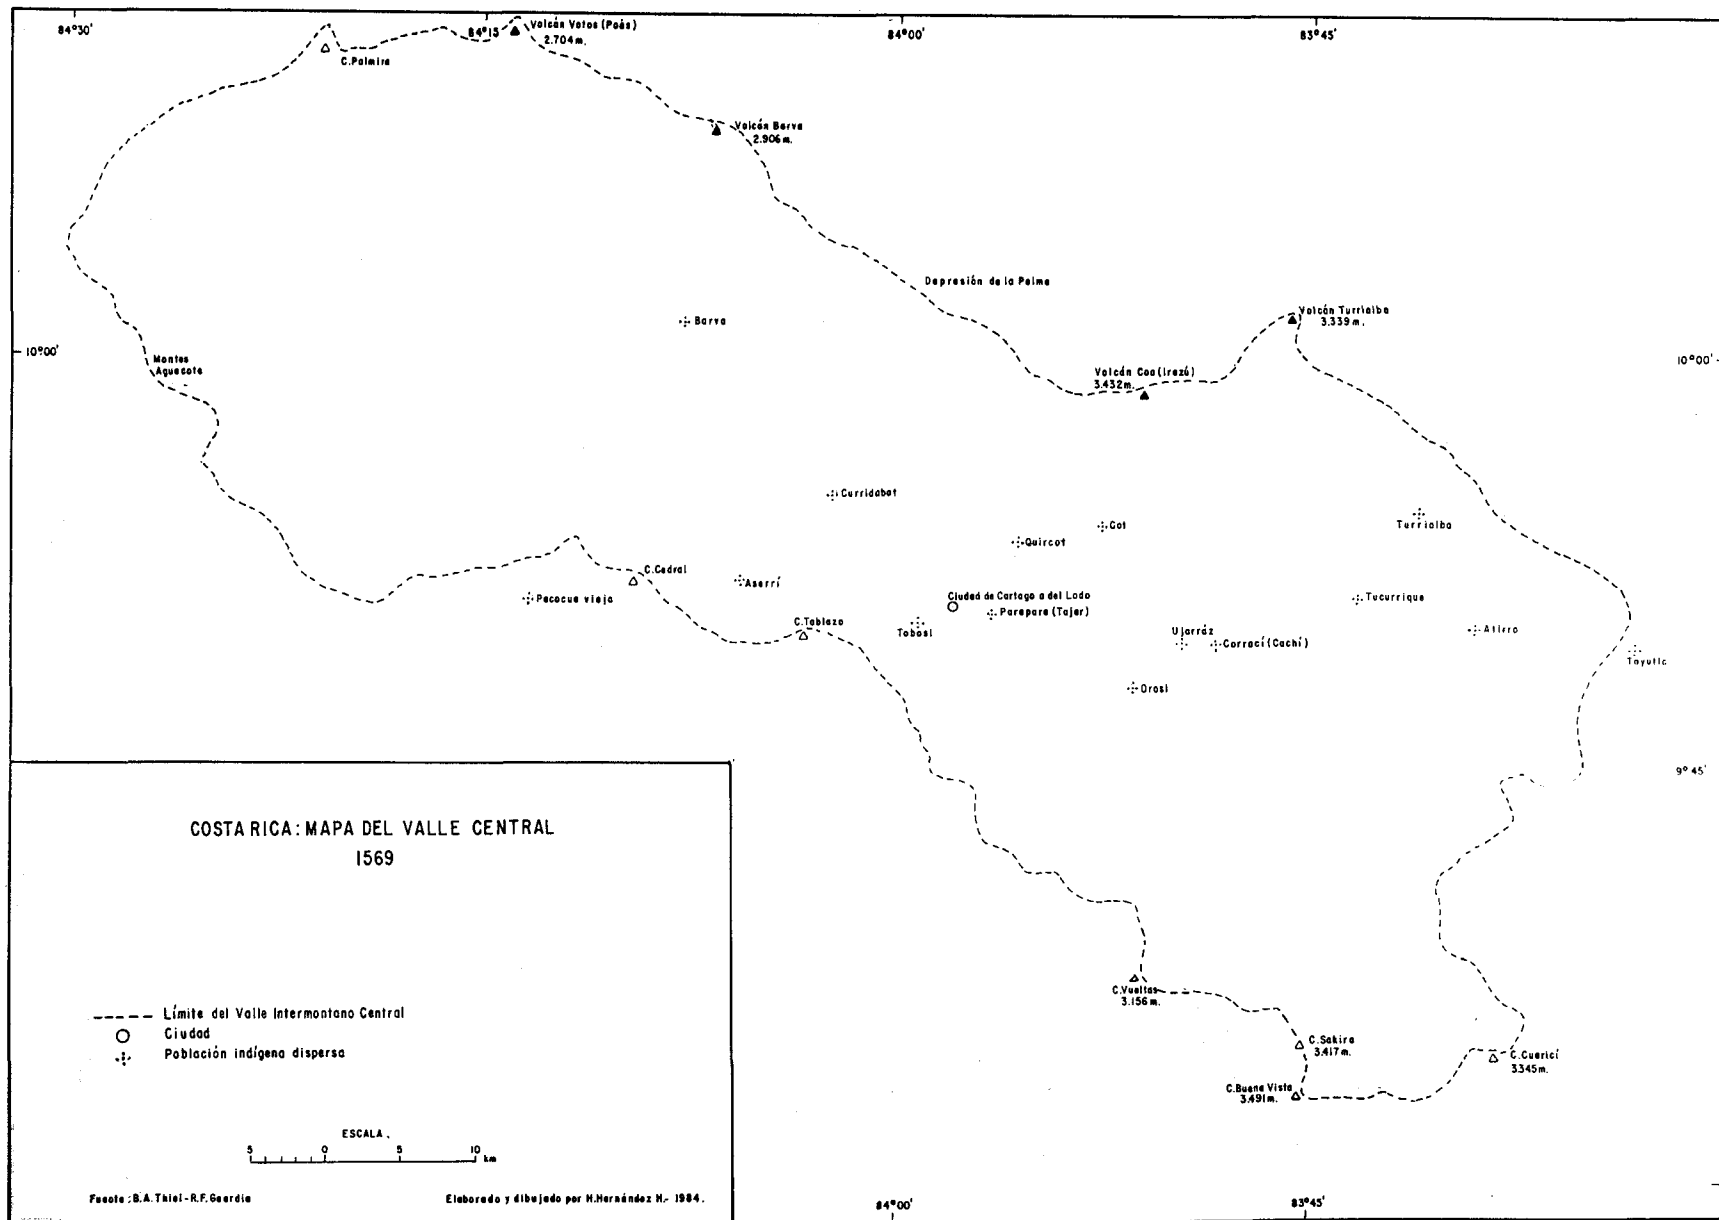 84°30'
84°15
84°00'
83°45'
Volcán Votos (Poás)
2.704 m.
C. Palmira
Volcán Barva
2.906 m.
Depresión de la Palma
Volcán Turrialba
3.339 m.
Barva
10°00'
10°00'
Montes
Aguacate
Volcán Coa (Irazú)
3.432 m.
Curridabat
Cot
Turrialba
Quircot
C. Cedral
Aserrí
Pacacua vieja
Ciudad de Cartago o del Lodo
Parepare (Tajer)
Tucurrique
C. Tablazo
Tobosi
Ujarráz
Corrací (Cachí)
Atirro
Tayutic
Orosi
9°45'
COSTA RICA: MAPA DEL VALLE CENTRAL
1569
C. Vueltas
3.156 m.
Límite del Valle Intermontano Central
Ciudad
Población indígena dispersa
C. Sakira
3.417 m.
C. Cuericí
3.345 m.
C. Buena Vista
3.491 m.
ESCALA.
5 0 5 10 km
Fuente: B.A. Thiel - R.F. Guardia
Elaborado y dibujado por H. Hernández H.- 1984.
84°00'
83°45'